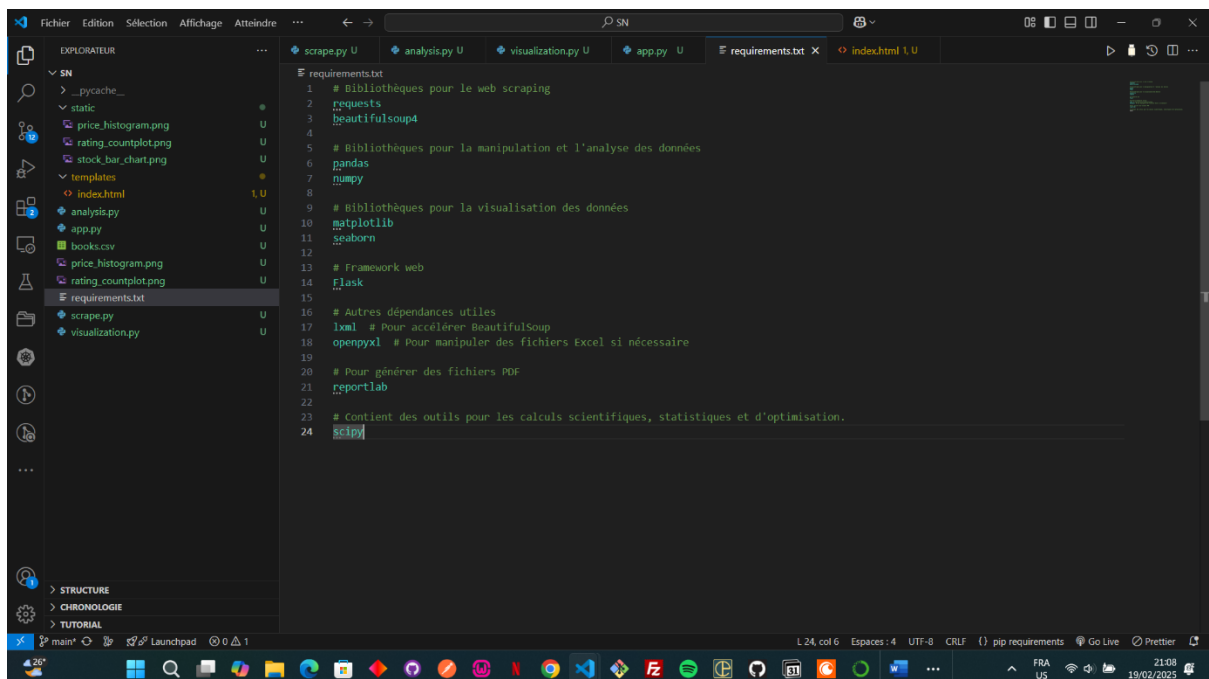 Fichier Edition Sélection Affichage Atteindre ... SN
EXPLORATEUR ...
scrape.py U analysis.py U visualization.py U app.py U requirements.txt index.html 1, U
SN
__pycache__
static
price_histogram.png U
rating_countplot.png U
stock_bar_chart.png U
templates
index.html 1, U
analysis.py U
app.py U
books.csv U
price_histogram.png U
rating_countplot.png U
requirements.txt
scrape.py U
visualization.py U
STRUCTURE
CHRONOLOGIE
TUTORIAL
requirements.txt
1 # Bibliothèques pour le web scraping
2 requests
3 beautifulsoup4
4
5 # Bibliothèques pour la manipulation et l'analyse des données
6 pandas
7 numpy
8
9 # Bibliothèques pour la visualisation des données
10 matplotlib
11 seaborn
12
13 # Framework web
14 Flask
15
16 # Autres dépendances utiles
17 lxml # Pour accélérer BeautifulSoup
18 openpyxl # Pour manipuler des fichiers Excel si nécessaire
19
20 # Pour générer des fichiers PDF
21 reportlab
22
23 # Contient des outils pour les calculs scientifiques, statistiques et d'optimisation.
24 scipy
12
2
1
main* Launchpad 0 1 L 24, col 6 Espaces : 4 UTF-8 CRLF {} pip requirements Go Live Prettier
26° FRA 21:08
US 19/02/2025